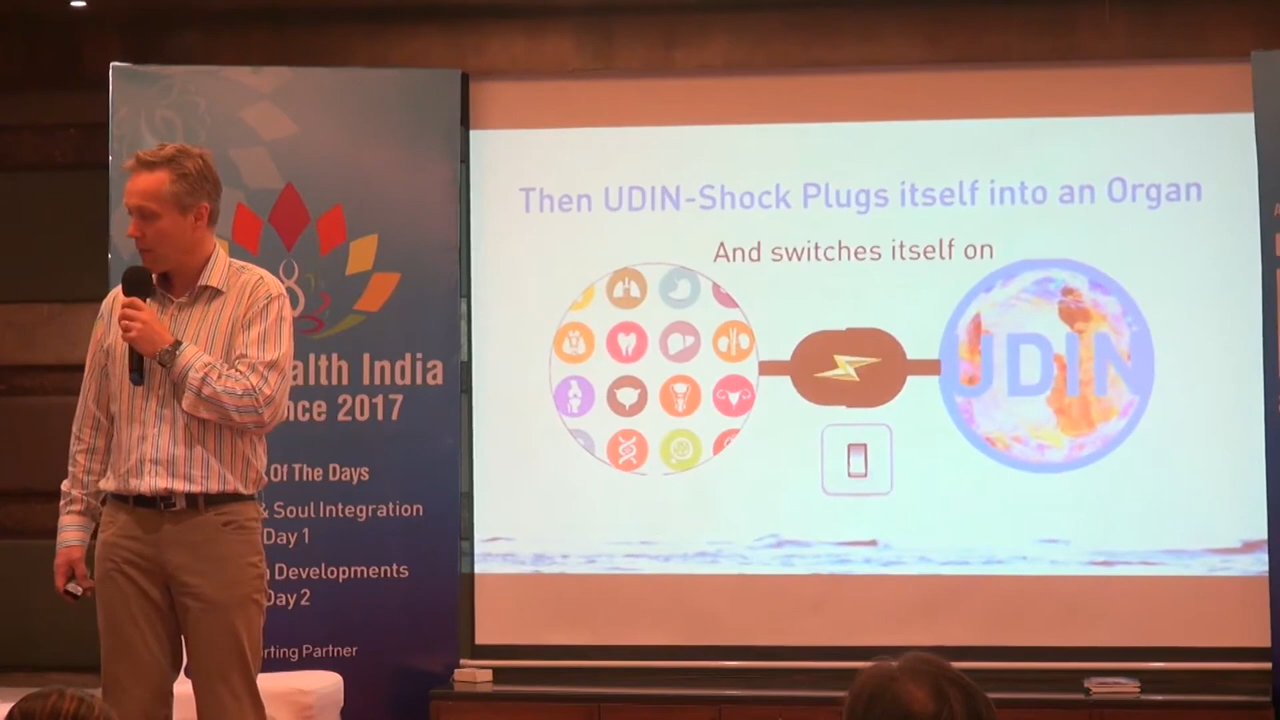 alth India
nce 2017
Of The Days
& Soul Integration
Day 1
Developments
Day 2
rting Partner
Then UDIN-Shock Plugs itself into an Organ
And switches itself on
UDIN